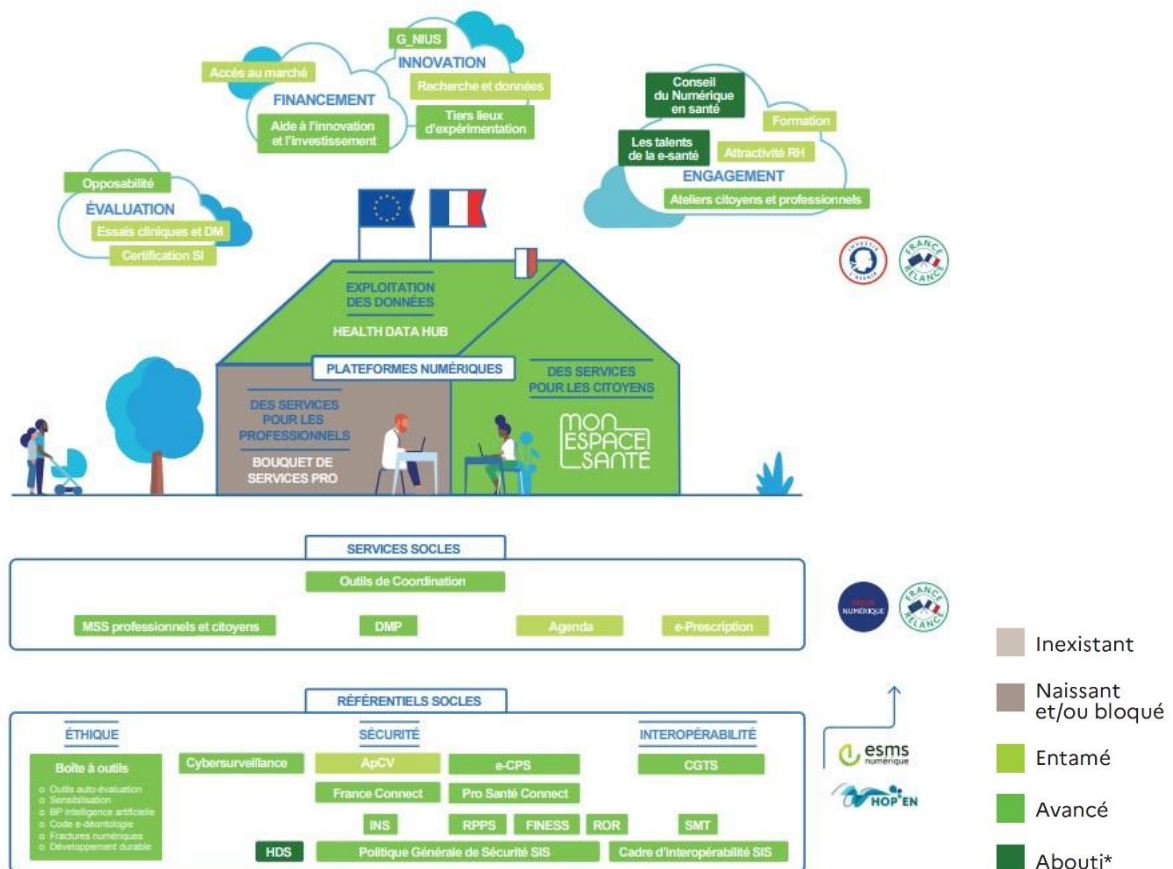 G_NIUS
INNOVATION
Recherche et données
Tiers lieux
d'expérimentation
Accès au marché
FINANCEMENT
Aide à l'innovation
et l'investissement
Conseil
du Numérique
en santé
Formation
Les talents
de la e-santé
Attractivité RH
ENGAGEMENT
Ateliers citoyens et professionnels
Opposabilité
ÉVALUATION
Essais cliniques et DM
Certification SI
FRANCE
RELANCE
EXPLOITATION
DES DONNÉES
HEALTH DATA HUB
PLATEFORMES NUMÉRIQUES
DES SERVICES
POUR LES CITOYENS
MON
ESPACE
SANTÉ
DES SERVICES
POUR LES
PROFESSIONNELS
BOUQUET DE
SERVICES PRO
SERVICES SOCLES
Outils de Coordination
MSS professionnels et citoyens
DMP
Agenda
e-Prescription
NUMÉRIQUE
FRANCE
RELANCE
RÉFÉRENTIELS SOCLES
ÉTHIQUE
Boîte à outils
o Outils auto-évaluation
o Sensibilisation
o BP intelligence artificielle
o Code e-déontologie
o Fractures numériques
o Développement durable
SÉCURITÉ
Cybersurveillance
ApCV
e-CPS
France Connect
Pro Santé Connect
INS
RPPS
FINESS
ROR
HDS
Politique Générale de Sécurité SIS
INTEROPÉRABILITÉ
CGTS
SMT
Cadre d'interopérabilité SIS
esms
numérique
HOP'EN
Inexistant
Naissant
et/ou bloqué
Entamé
Avancé
Abouti*